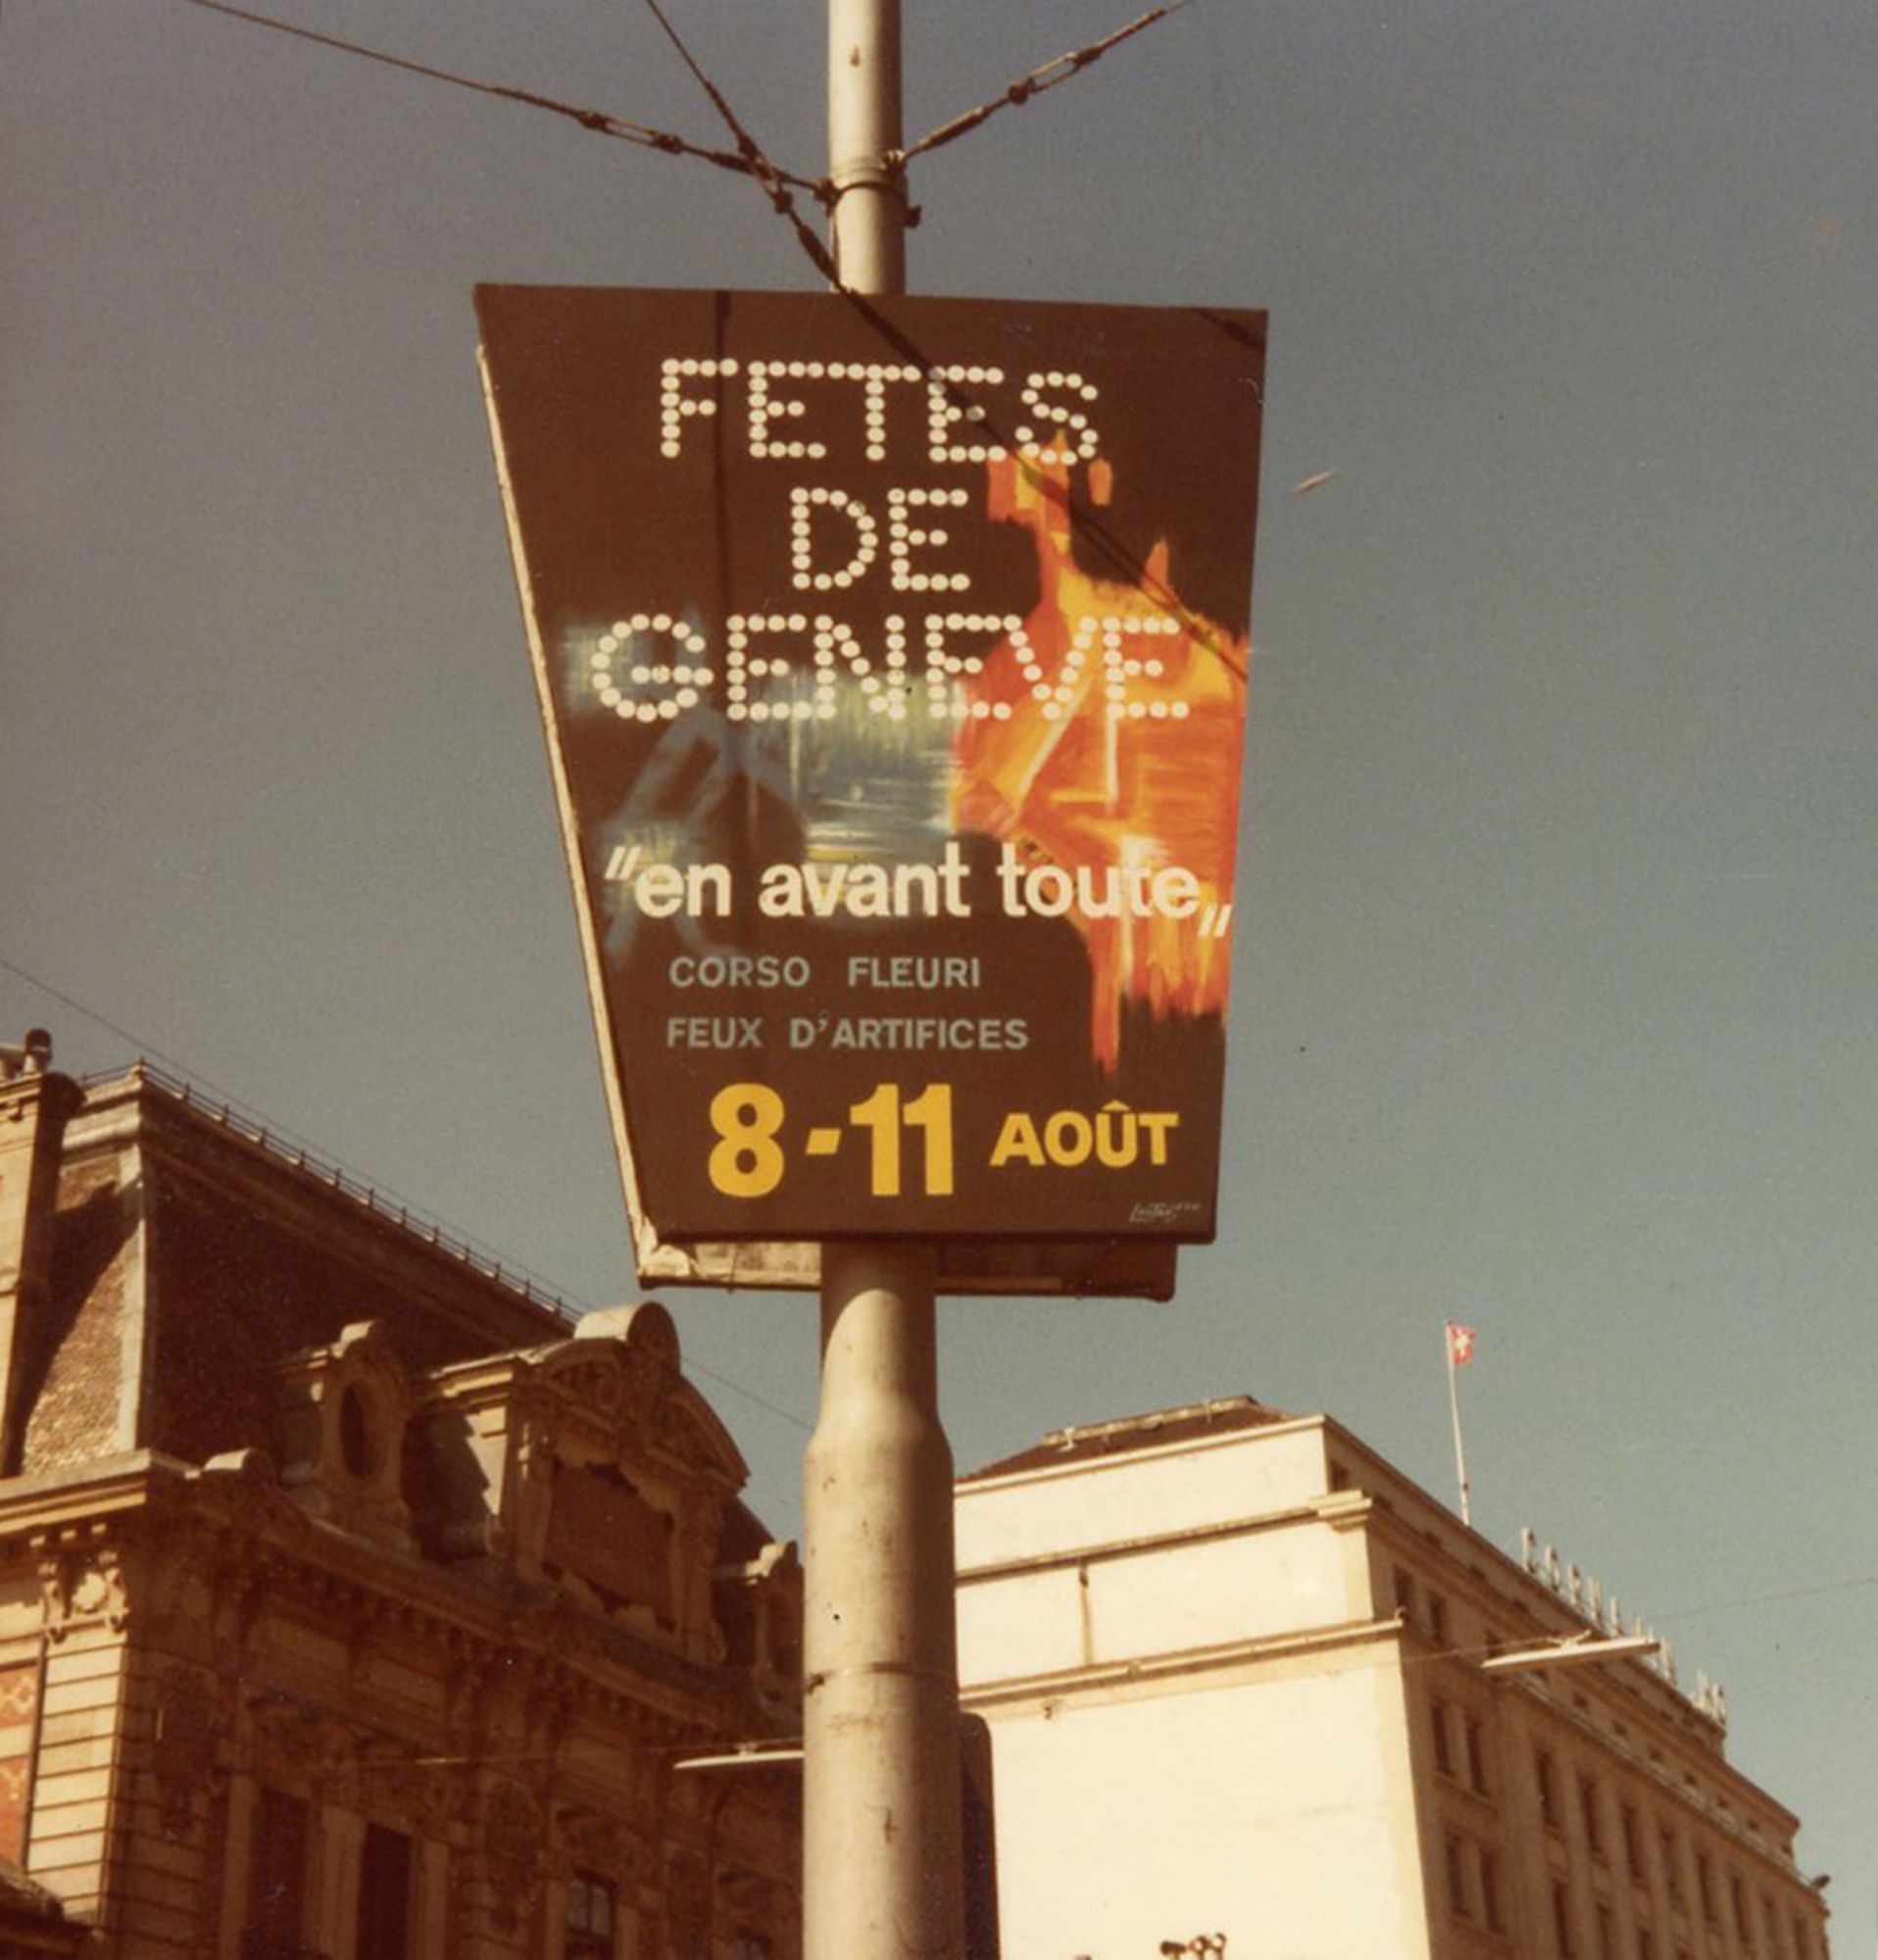 FETES
DE
GENEVE
"en avant toute"
CORSO FLEURI
FEUX D'ARTIFICES
8-11 AOÛT